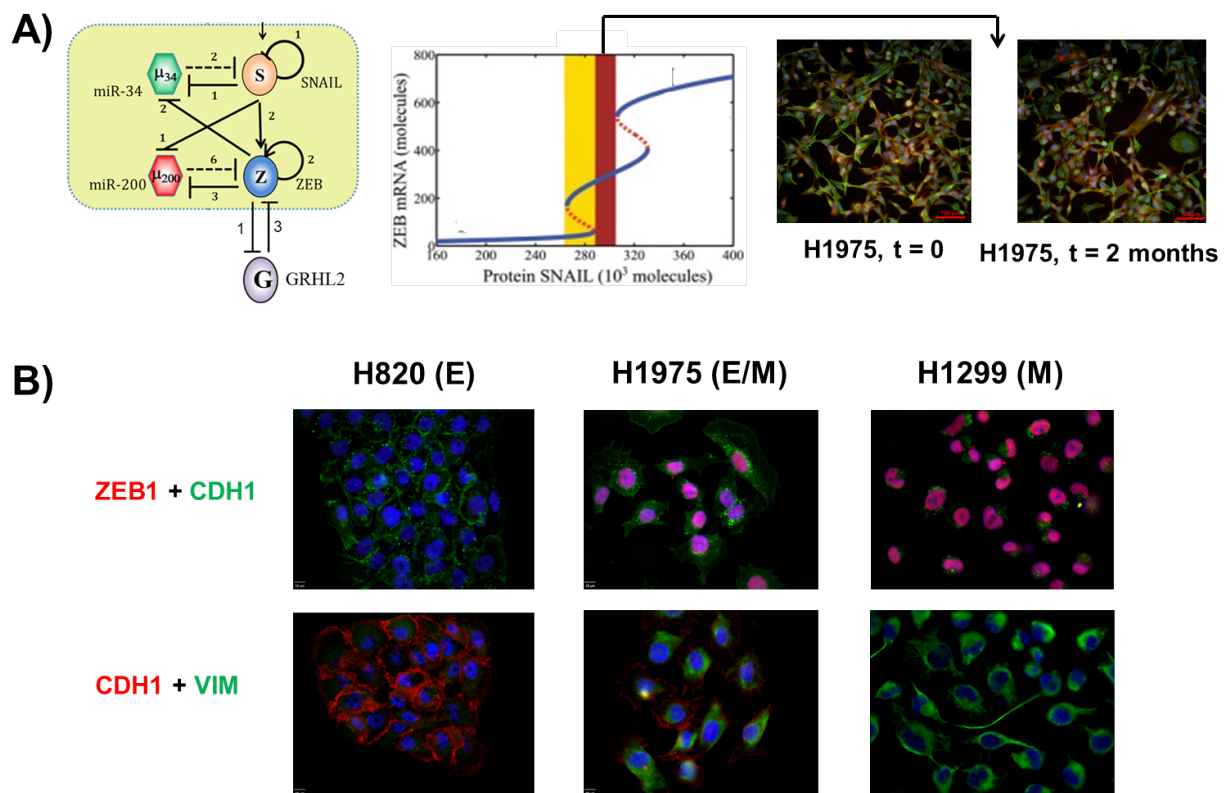 A)
1
S
SNAIL
2
μ34
miR-34
1
2
2
1
μ200
miR-200
6
3
Z
2
ZEB
1
3
G
GRHL2
ZEB mRNA (molecules)
800
600
400
200
0
160
200
240
280
320
360
400
Protein SNAIL (10³ molecules)
H1975, t = 0
H1975, t = 2 months
B)
H820 (E)
H1975 (E/M)
H1299 (M)
ZEB1 + CDH1
CDH1 + VIM